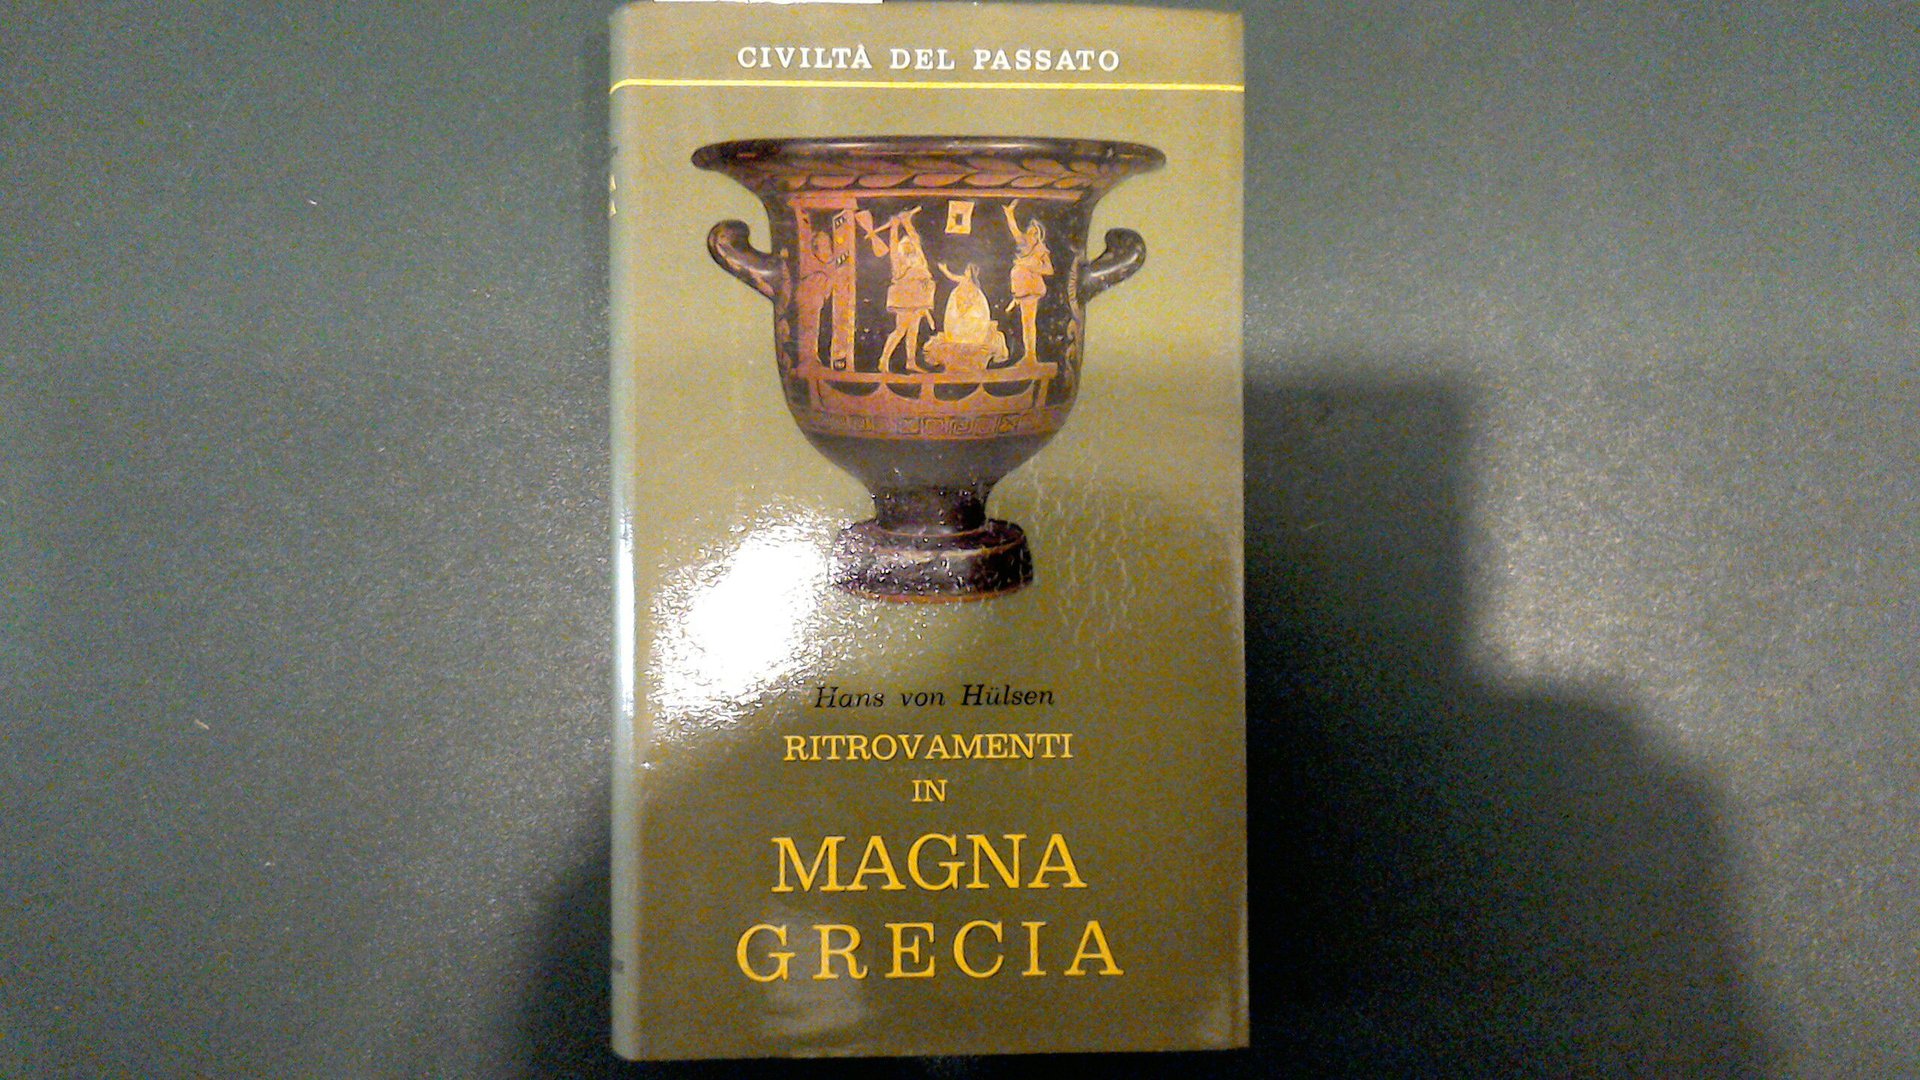 CIVILTÀ DEL PASSATO
Hans von Hülsen
RITROVAMENTI
IN
MAGNA
GRECIA